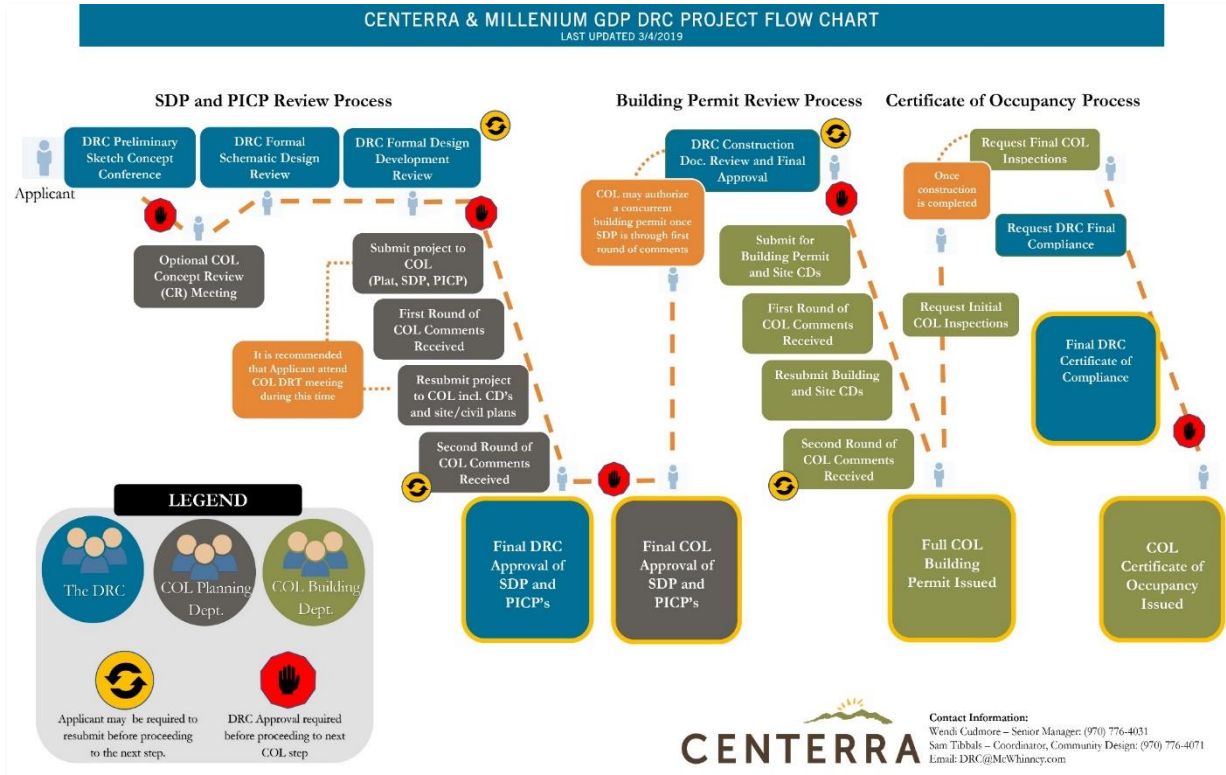 CENTERRA & MILLENIUM GDP DRC PROJECT FLOW CHART
LAST UPDATED 3/4/2019
SDP and PICP Review Process
Building Permit Review Process
Certificate of Occupancy Process
Applicant
DRC Preliminary
Sketch Concept
Conference
DRC Formal
Schematic Design
Review
DRC Formal Design
Development
Review
Optional COL
Concept Review
(CR) Meeting
Submit project to
COL
(Plat, SDP, PICP)
First Round of
COL Comments
Received
It is recommended
that Applicant attend
COL DRT meeting
during this time
Resubmit project
to COL incl. CD's
and site/civil plans
Second Round of
COL Comments
Received
Final DRC
Approval of
SDP and
PICP's
Final COL
Approval of
SDP and
PICP's
DRC Construction
Doc. Review and Final
Approval
COL may authorize
a concurrent
building permit once
SDP is through first
round of comments
Submit for
Building Permit
and Site CDs
First Round of
COL Comments
Received
Resubmit Building
and Site CDs
Second Round of
COL Comments
Received
Full COL
Building
Permit Issued
Request Final COL
Inspections
Once
construction
is completed
Request DRC Final
Compliance
Request Initial
COL Inspections
Final DRC
Certificate of
Compliance
COL
Certificate of
Occupancy
Issued
LEGEND
The DRC
COL Planning
Dept.
COL Building
Dept.
Applicant may be required to
resubmit before proceeding
to the next step.
DRC Approval required
before proceeding to next
COL step
CENTERRA
Contact Information:
Wendi Cudmore – Senior Manager: (970) 776-4031
Sam Tibbals – Coordinator, Community Design: (970) 776-4071
Email: DRC@McWhinney.com